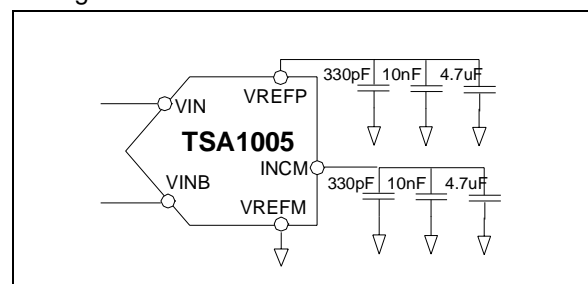 330pF 10nF 4.7uF
VREFP
VIN
TSA1005
INCM
330pF 10nF 4.7uF
VINB
VREFM